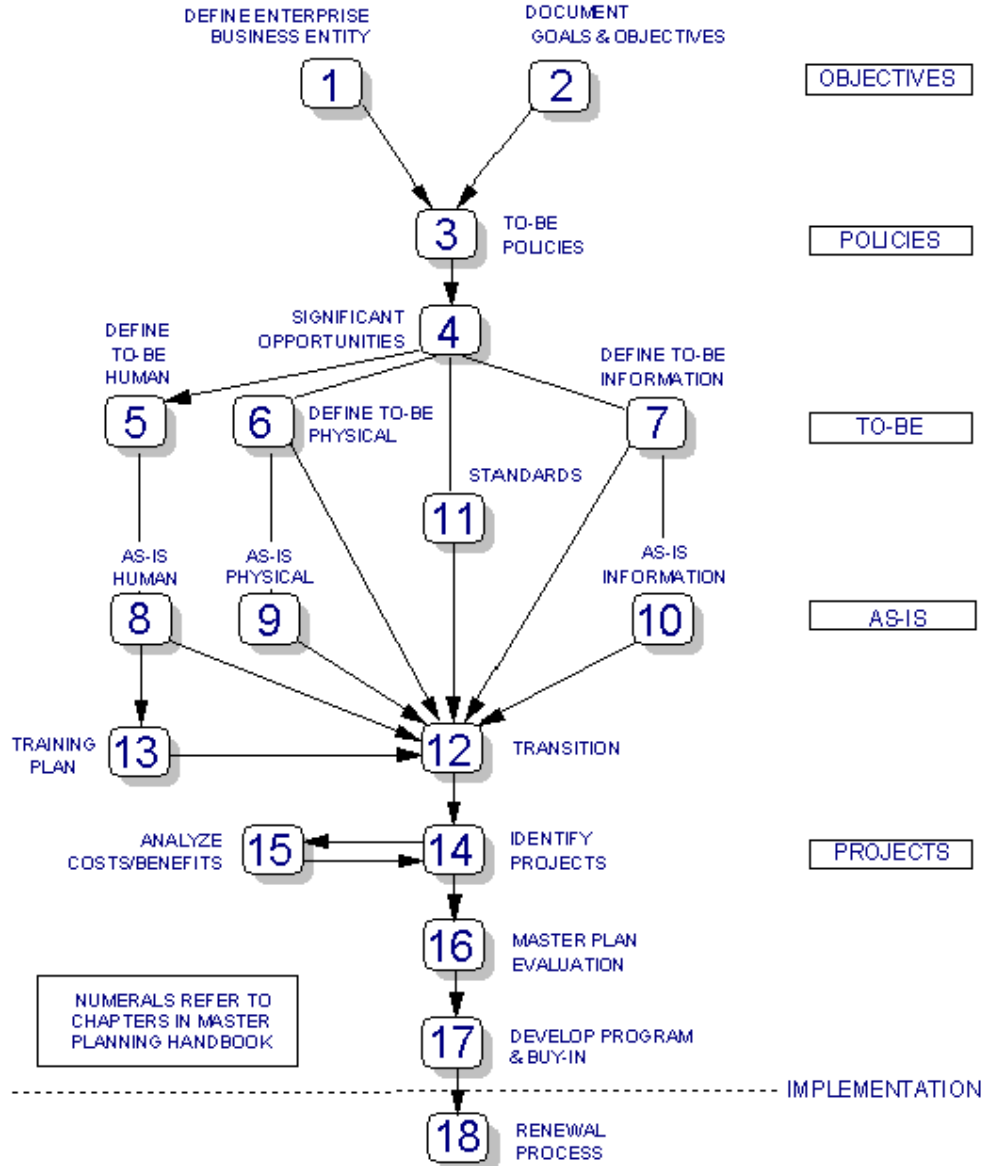 DEFINE ENTERPRISE
BUSINESS ENTITY
DOCUMENT
GOALS & OBJECTIVES
1
2
OBJECTIVES
3
TO-BE
POLICIES
POLICIES
SIGNIFICANT
OPPORTUNITIES
4
DEFINE
TO-BE
HUMAN
DEFINE TO-BE
INFORMATION
5
6
DEFINE TO-BE
PHYSICAL
7
TO-BE
STANDARDS
11
AS-IS
HUMAN
AS-IS
PHYSICAL
AS-IS
INFORMATION
8
9
10
AS-IS
TRAINING
PLAN
13
12
TRANSITION
ANALYZE
COSTS/BENEFITS
15
14
IDENTIFY
PROJECTS
PROJECTS
16
MASTER PLAN
EVALUATION
NUMERALS REFER TO
CHAPTERS IN MASTER
PLANNING HANDBOOK
17
DEVELOP PROGRAM
& BUY-IN
IMPLEMENTATION
18
RENEWAL
PROCESS